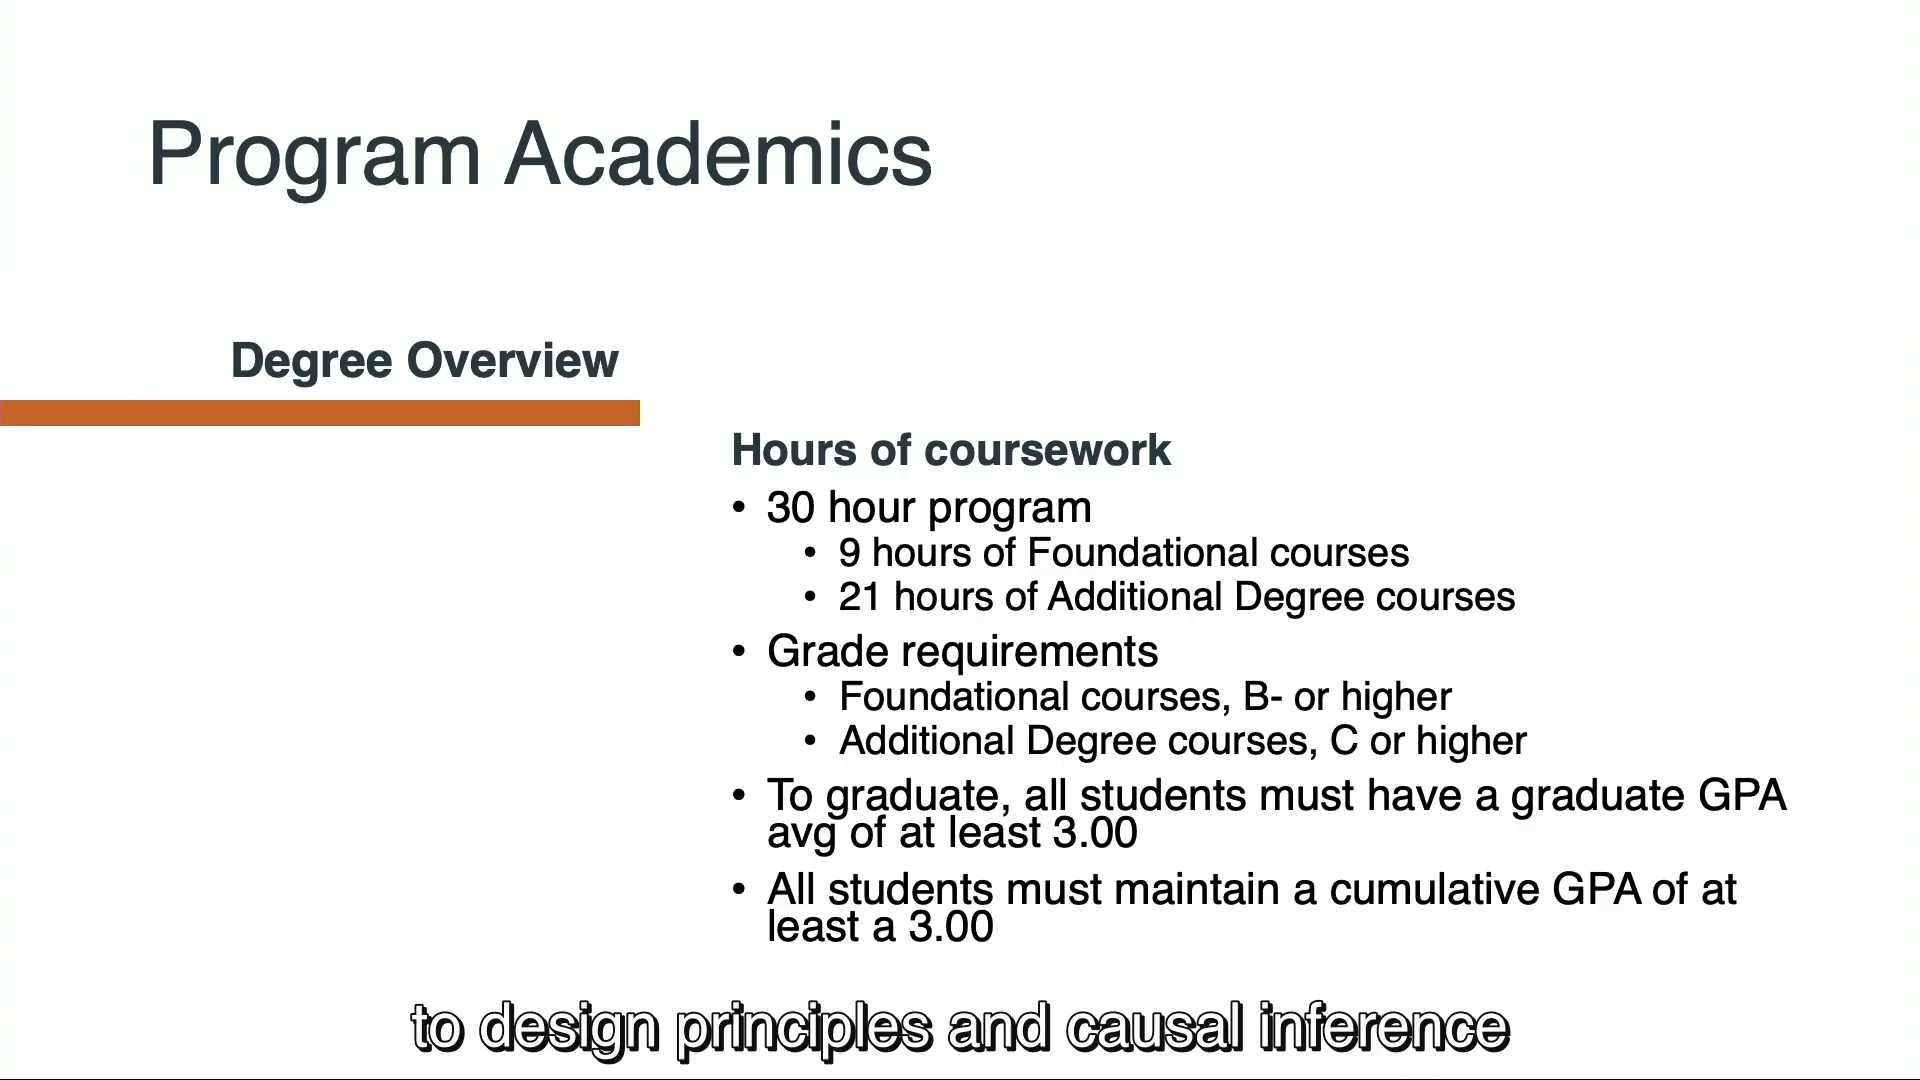 Program Academics
Degree Overview
Hours of coursework
• 30 hour program
• 9 hours of Foundational courses
• 21 hours of Additional Degree courses
• Grade requirements
• Foundational courses, B- or higher
• Additional Degree courses, C or higher
• To graduate, all students must have a graduate GPA
avg of at least 3.00
• All students must maintain a cumulative GPA of at
least a 3.00
to design principles and causal inference